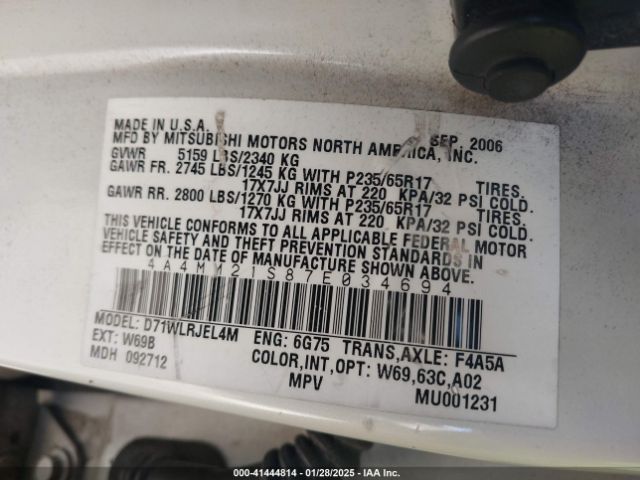 MADE IN U.S.A.
MFD BY MITSUBISHI MOTORS NORTH AMERICA, INC. SEP, 2006
GVWR 5159 LBS/2340 KG
GAWR FR. 2745 LBS/1245 KG WITH P235/65R17 TIRES.
17X7JJ RIMS AT 220 KPA/32 PSI COLD.
GAWR RR. 2800 LBS/1270 KG WITH P235/65R17 TIRES.
17X7JJ RIMS AT 220 KPA/32 PSI COLD.
THIS VEHICLE CONFORMS TO ALL APPLICABLE FEDERAL MOTOR
VEHICLE SAFETY AND THEFT PREVENTION STANDARDS IN
EFFECT ON THE DATE OF MANUFACTURE SHOWN ABOVE.
4A4MM21S87E034694
MODEL: D71WLRJEL4M ENG: 6G75 TRANS,AXLE: F4A5A
EXT: W69B COLOR,INT,OPT: W69,63C,A02
MDH 092712 MPV MU001231
000-41444814 | 01/28/2025 | IAA Inc.